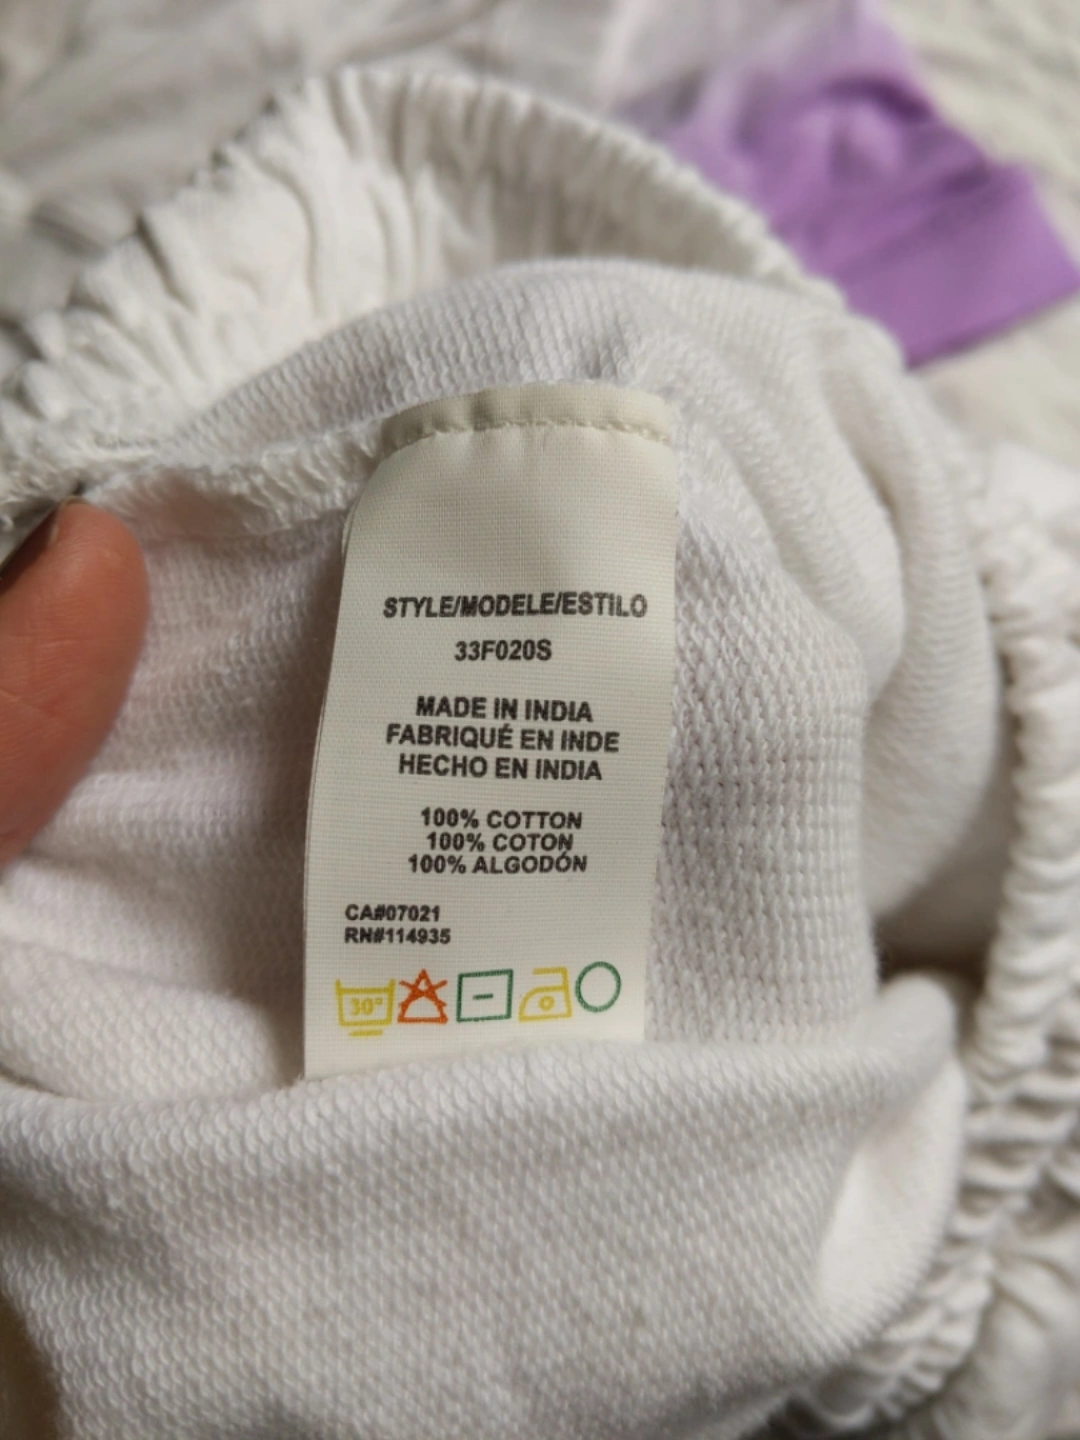 STYLE/MODELE/ESTILO
33F020S
MADE IN INDIA
FABRIQUÉ EN INDE
HECHO EN INDIA
100% COTTON
100% COTON
100% ALGODÓN
CA#07021
RN#114935
30°